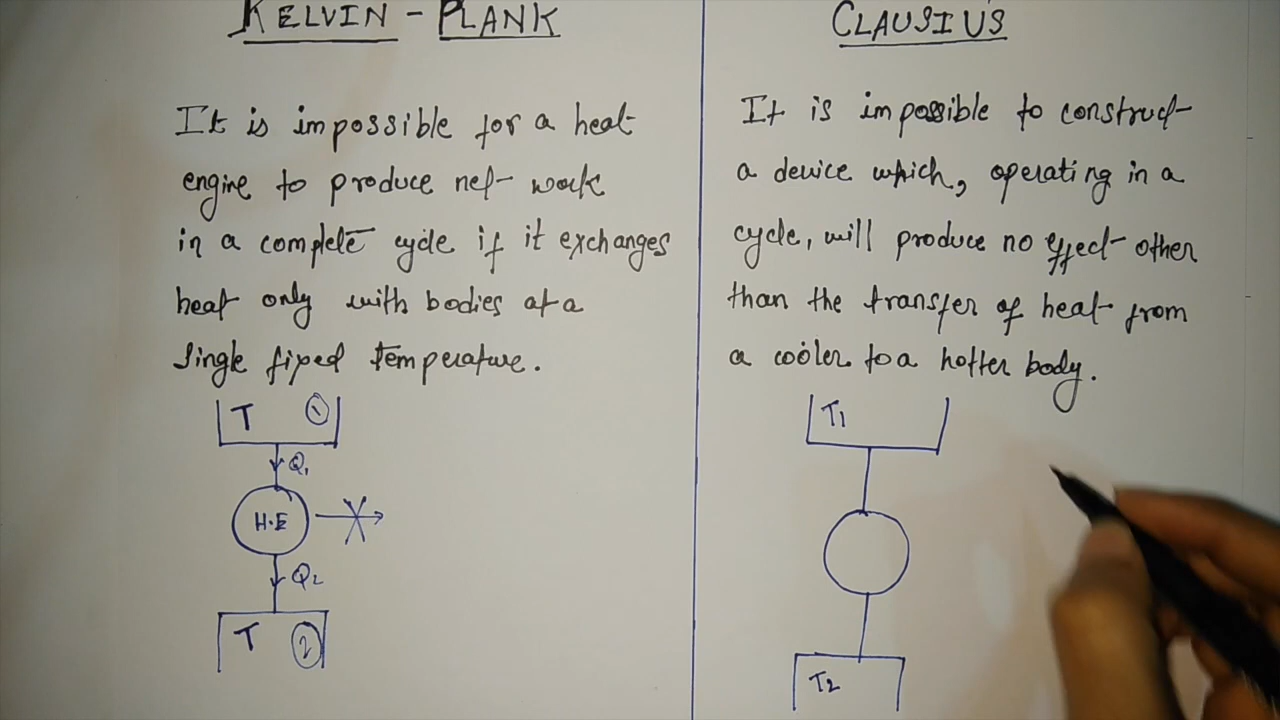 KELVIN - PLANK
It is impossible for a heat
engine to produce net work
in a complete cycle if it exchanges
heat only with bodies at a
single fixed temperature.
T 1
Q1
H.E
Q2
T 2
CLAUSIUS
It is impossible to construct
a device which, operating in a
cycle, will produce no effect other
than the transfer of heat from
a cooler to a hotter body.
T1
T2